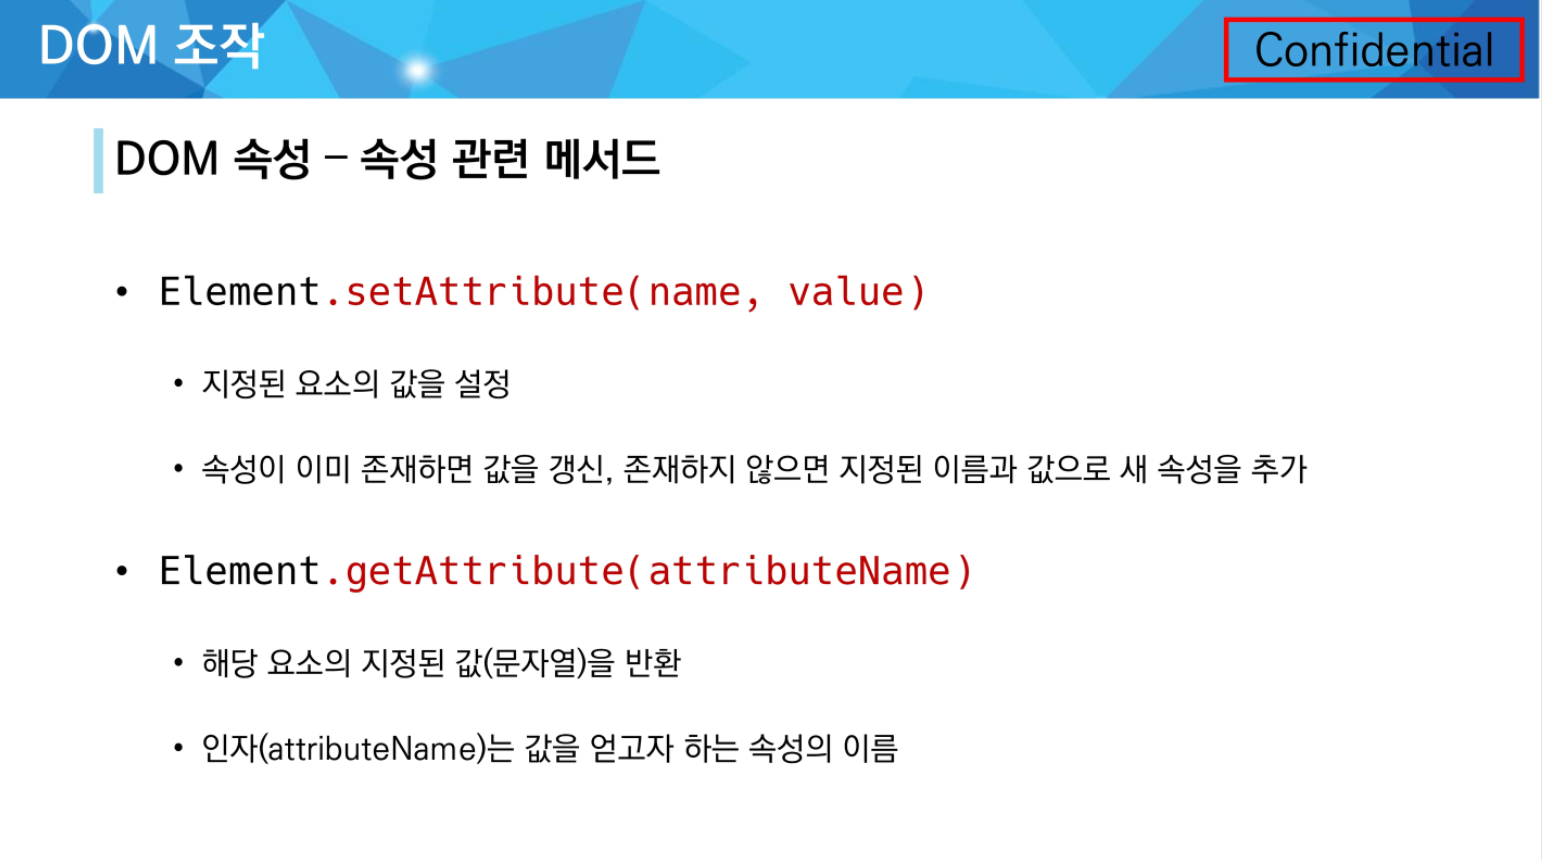 DOM 조작
Confidential
DOM 속성 – 속성 관련 메서드
• Element.setAttribute(name, value)
• 지정된 요소의 값을 설정
• 속성이 이미 존재하면 값을 갱신, 존재하지 않으면 지정된 이름과 값으로 새 속성을 추가
• Element.getAttribute(attributeName)
• 해당 요소의 지정된 값(문자열)을 반환
• 인자(attributeName)는 값을 얻고자 하는 속성의 이름